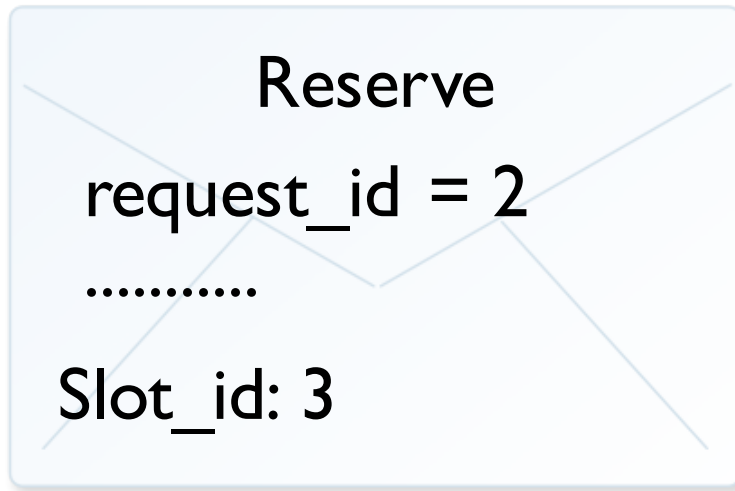 Reserve
request_id = 2
...........
Slot_id: 3